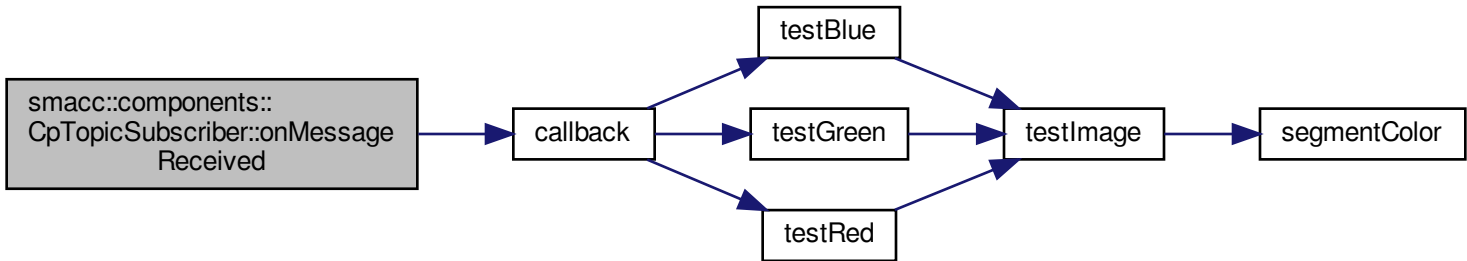 smacc::components::
CpTopicSubscriber::onMessage
Received
callback
testBlue
testGreen
testRed
testImage
segmentColor